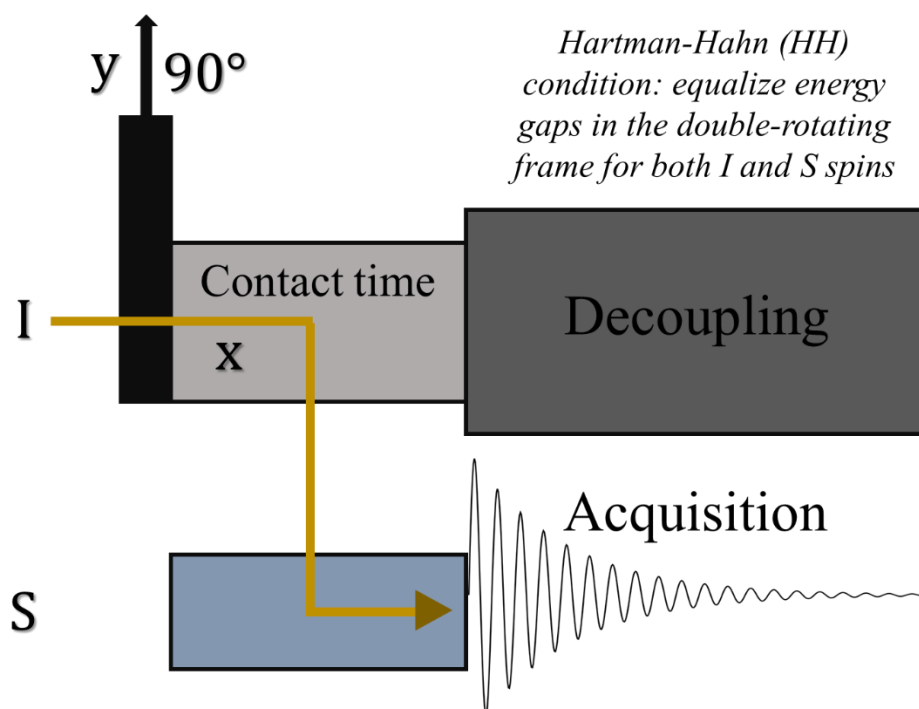 y 90°
Hartman-Hahn (HH)
condition: equalize energy
gaps in the double-rotating
frame for both I and S spins
Contact time
I
x
Decoupling
Acquisition
S